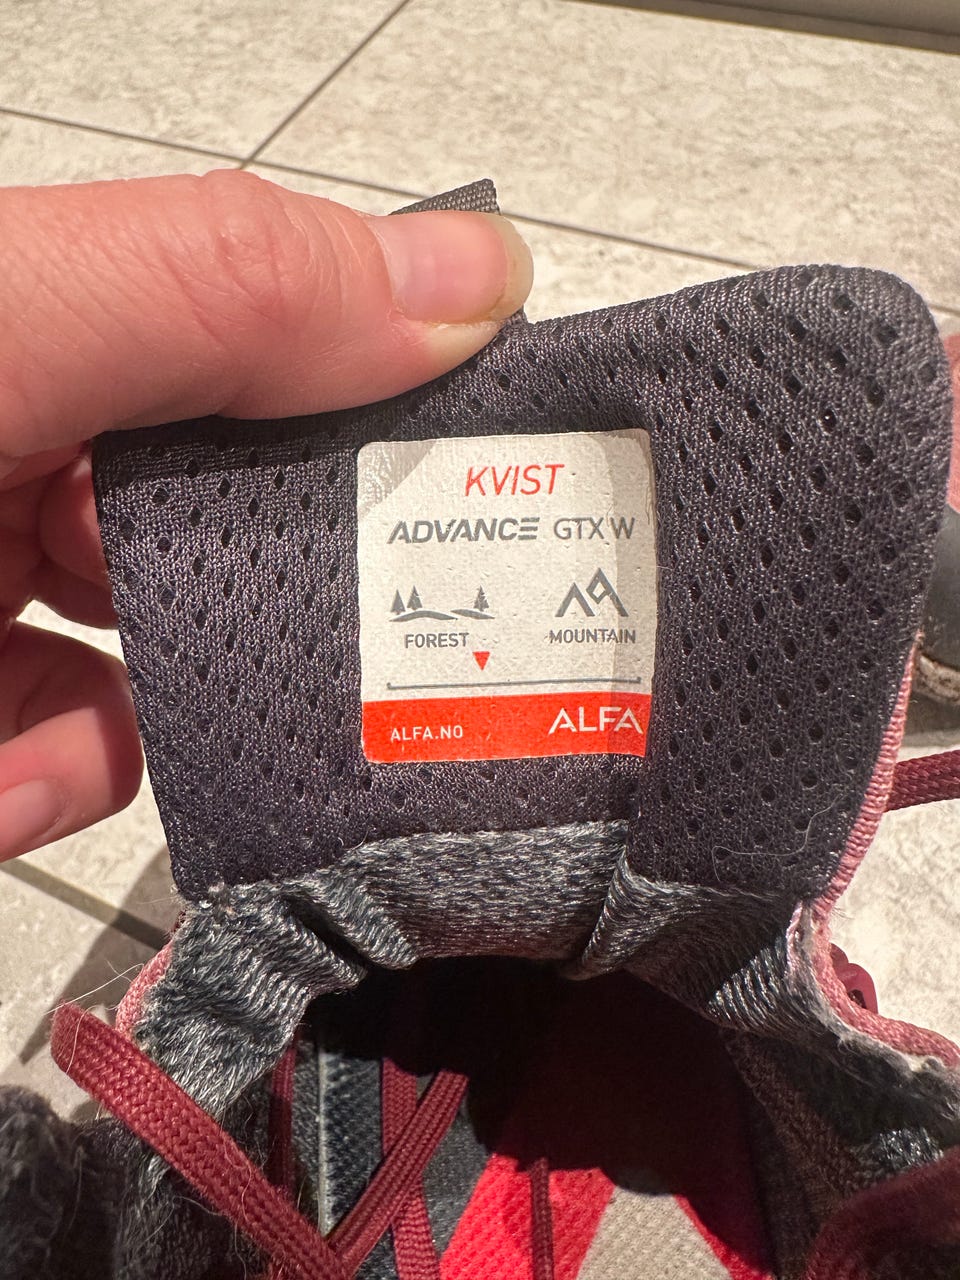 KVIST
ADVANCE GTX W
FOREST MOUNTAIN
ALFA.NO ALFA